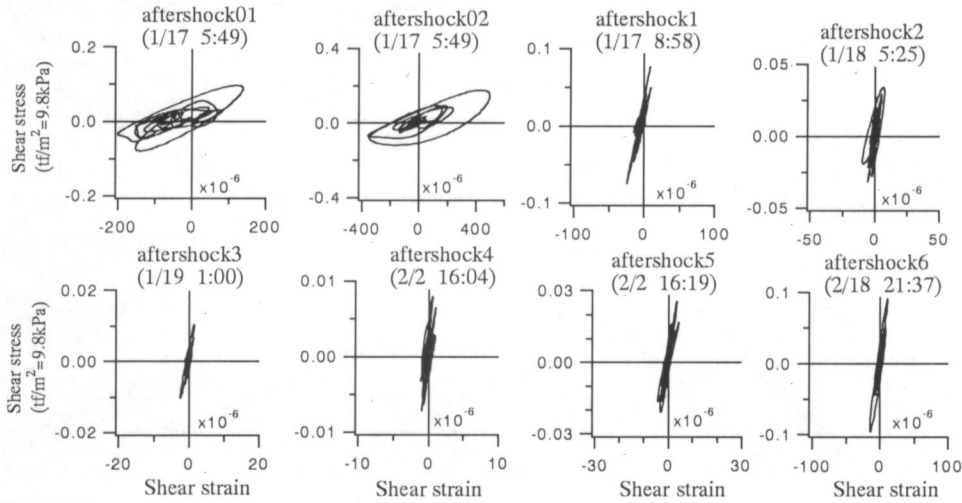 aftershock01
(1/17 5:49)
aftershock02
(1/17 5:49)
aftershock1
(1/17 8:58)
aftershock2
(1/18 5:25)
Shear stress
(tf/m²=9.8kPa)
0.2
0.0
-0.2
x10⁻⁶
-200 0 200
0.4
0.0
-0.4
x10⁻⁶
-400 0 400
0.1
0.0
-0.1
x10⁻⁶
-100 0 100
0.05
0.00
-0.05
x10⁻⁶
-50 0 50
aftershock3
(1/19 1:00)
aftershock4
(2/2 16:04)
aftershock5
(2/2 16:19)
aftershock6
(2/18 21:37)
Shear stress
(tf/m²=9.8kPa)
0.02
0.00
-0.02
x10⁻⁶
-20 0 20
0.01
0.00
-0.01
x10⁻⁶
-10 0 10
0.03
0.00
-0.03
x10⁻⁶
-30 0 30
0.1
0.0
-0.1
x10⁻⁶
-100 0 100
Shear strain
Shear strain
Shear strain
Shear strain